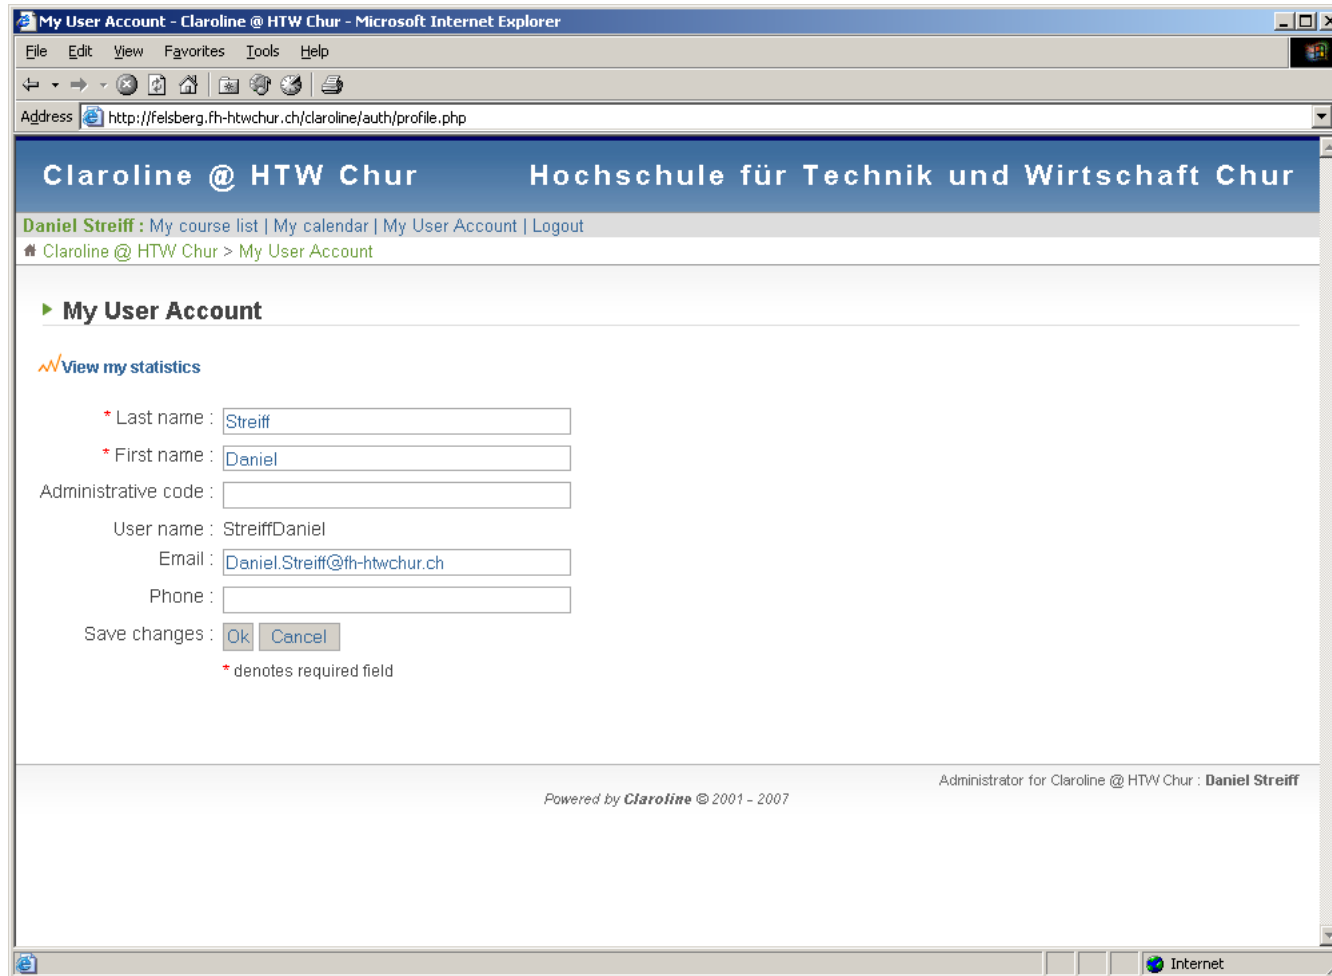 My User Account - Claroline @ HTW Chur - Microsoft Internet Explorer
File Edit View Favorites Tools Help
Address http://felsberg.fh-htwchur.ch/claroline/auth/profile.php
Claroline @ HTW Chur Hochschule für Technik und Wirtschaft Chur
Daniel Streiff : My course list | My calendar | My User Account | Logout
Claroline @ HTW Chur > My User Account
My User Account
View my statistics
* Last name : Streiff
* First name : Daniel
Administrative code :
User name : StreiffDaniel
Email : Daniel.Streiff@fh-htwchur.ch
Phone :
Save changes : Ok Cancel
* denotes required field
Administrator for Claroline @ HTW Chur : Daniel Streiff
Powered by Claroline © 2001 - 2007
Internet